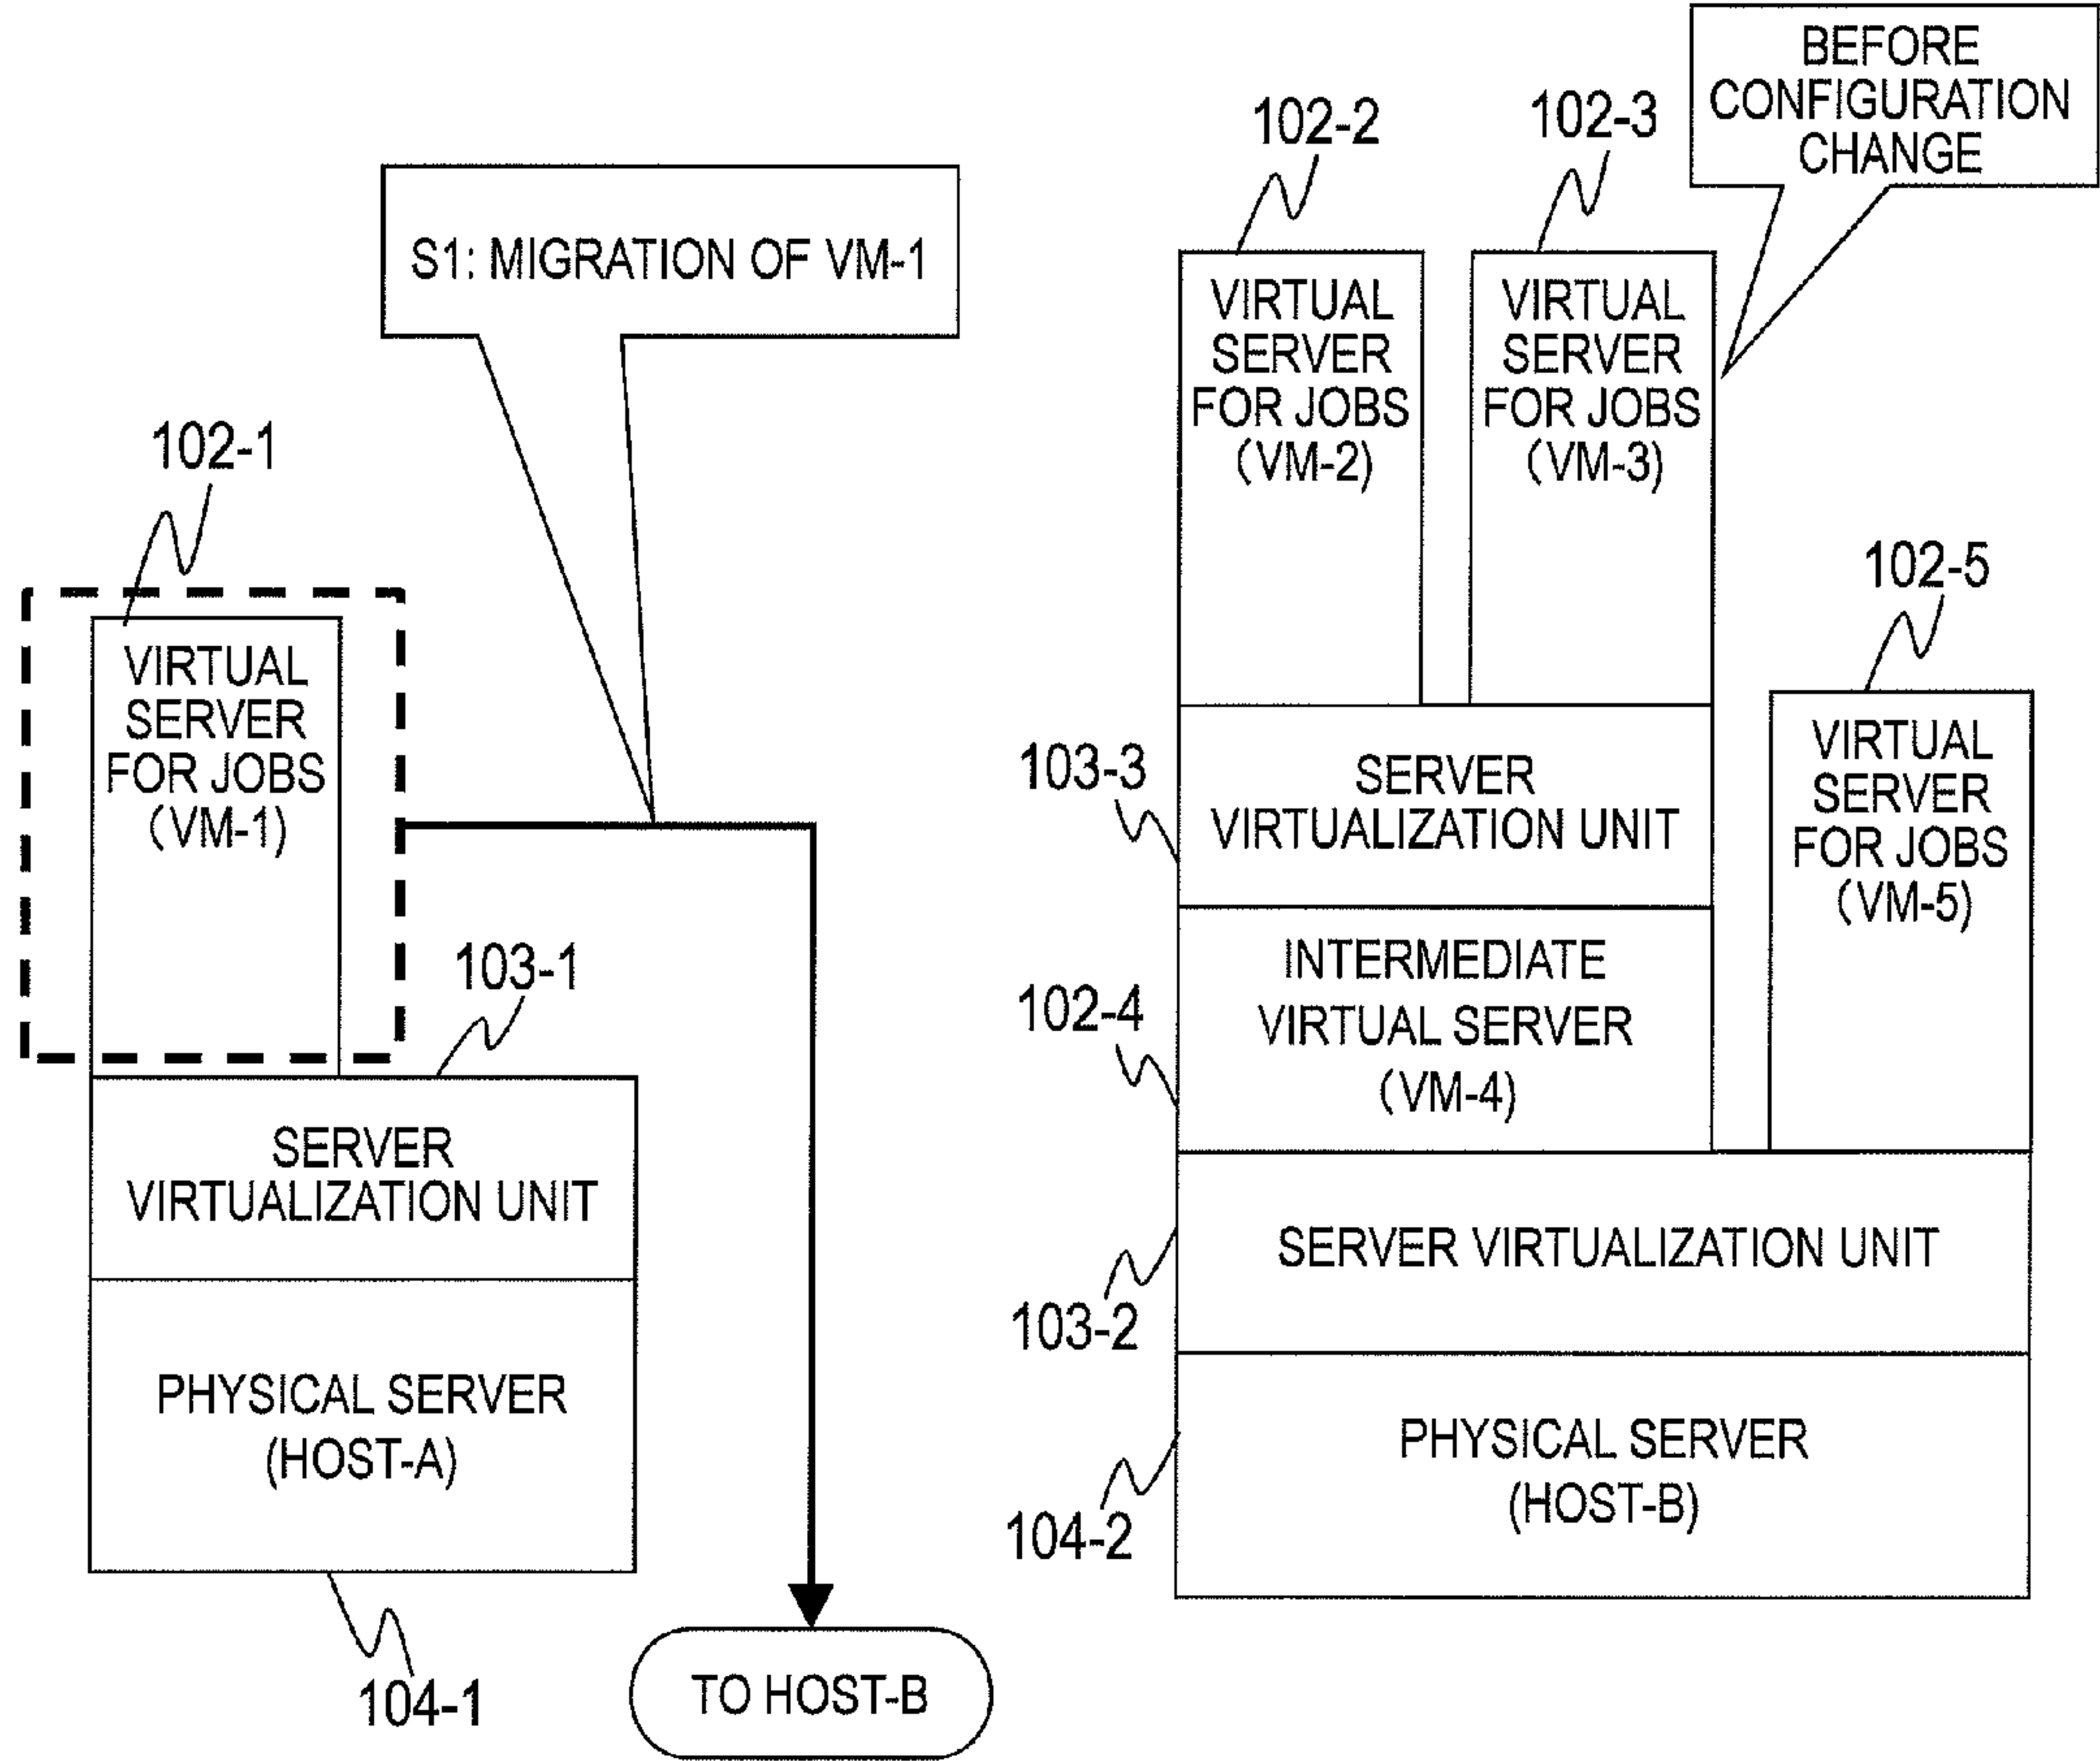 BEFORE
CONFIGURATION
CHANGE
102-2
102-3
S1: MIGRATION OF VM-1
VIRTUAL
SERVER
FOR JOBS
(VM-2)
VIRTUAL
SERVER
FOR JOBS
(VM-3)
102-1
102-5
VIRTUAL
SERVER
FOR JOBS
(VM-1)
VIRTUAL
SERVER
FOR JOBS
(VM-5)
103-3
SERVER
VIRTUALIZATION UNIT
103-1
102-4
INTERMEDIATE
VIRTUAL SERVER
(VM-4)
SERVER
VIRTUALIZATION UNIT
SERVER VIRTUALIZATION UNIT
103-2
PHYSICAL SERVER
(HOST-A)
PHYSICAL SERVER
(HOST-B)
104-2
104-1
TO HOST-B